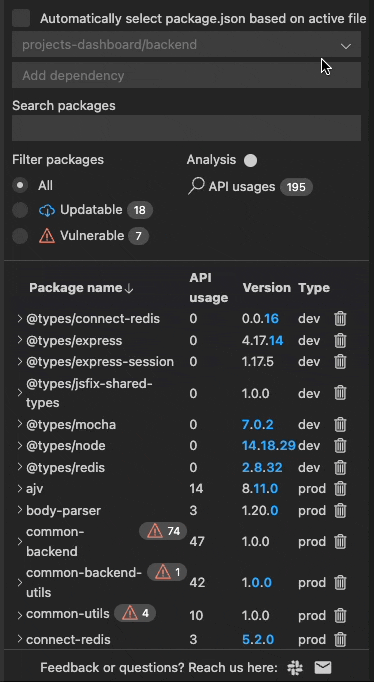 Automatically select package.json based on active file
projects-dashboard/backend
Add dependency
Search packages
Filter packages
Analysis
All
API usages 195
Updatable 18
Vulnerable 7
Package name API usage Version Type
@types/connect-redis 0 0.0.16 dev
@types/express 0 4.17.14 dev
@types/express-session 0 1.17.5 dev
@types/jsfix-shared-types 0 1.0.0 dev
@types/mocha 0 7.0.2 dev
@types/node 0 14.18.29 dev
@types/redis 0 2.8.32 dev
ajv 14 8.11.0 prod
body-parser 3 1.20.0 prod
common-backend 74 47 1.0.0 prod
common-backend-utils 1 42 1.0.0 prod
common-utils 4 10 1.0.0 prod
connect-redis 3 5.2.0 prod
Feedback or questions? Reach us here: